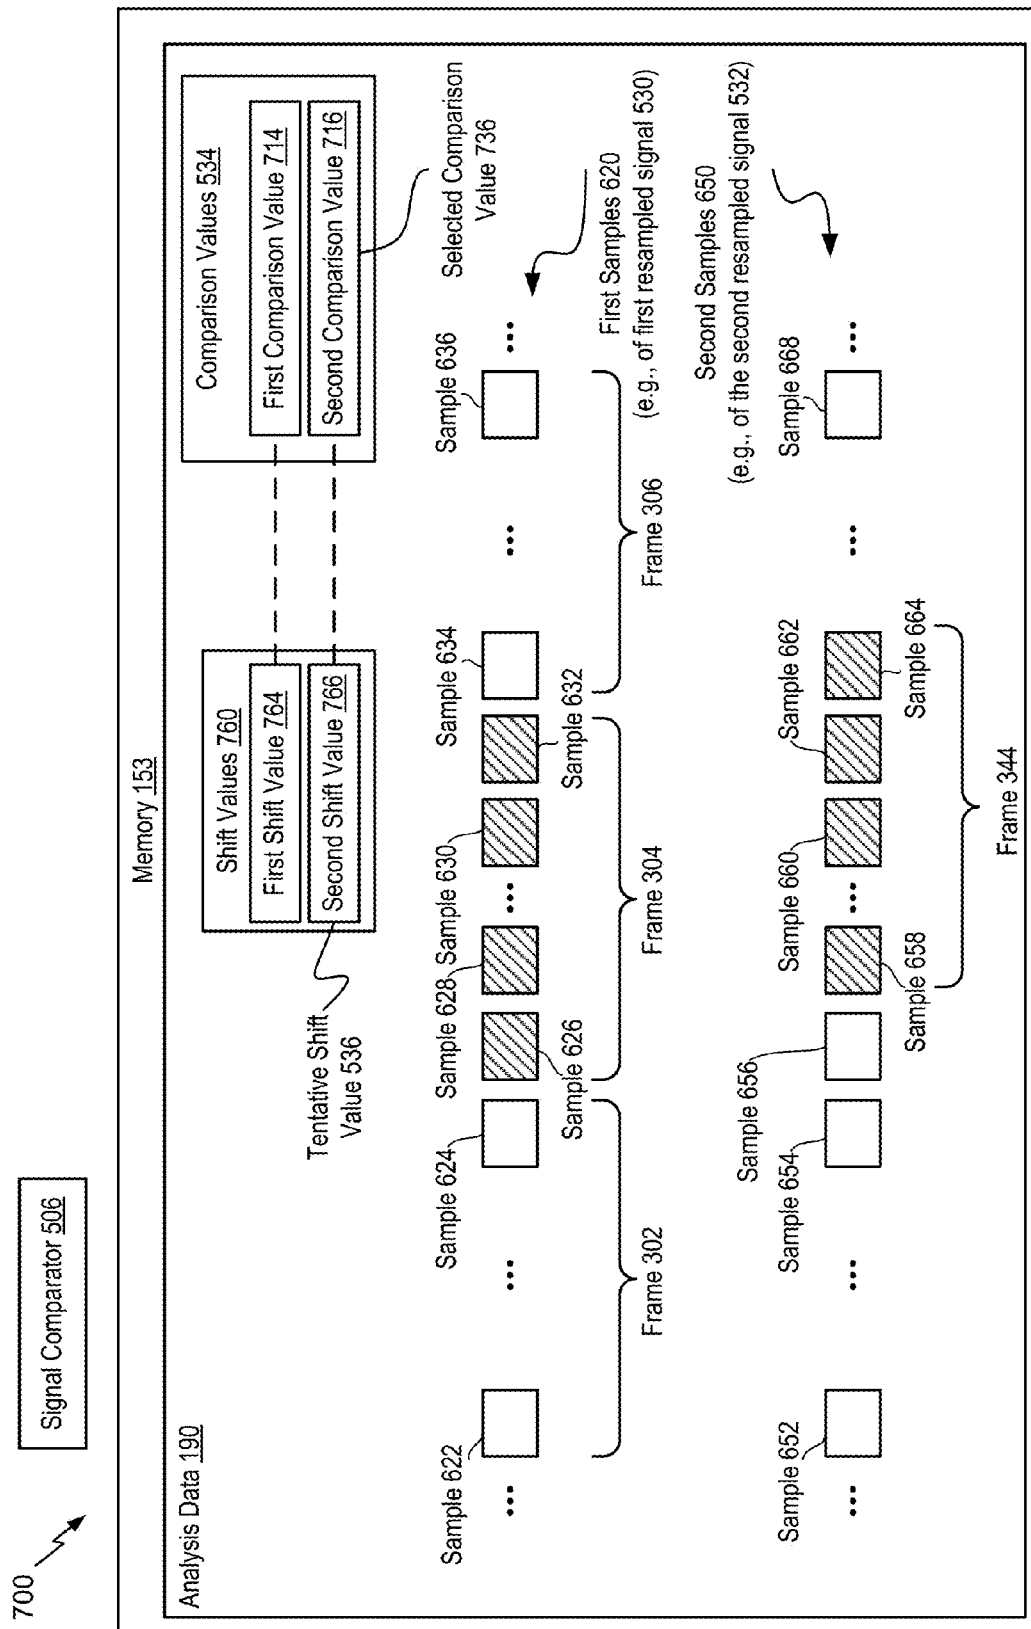 700
Signal Comparator 506
Memory 153
Analysis Data 190
Shift Values 760
First Shift Value 764
Second Shift Value 766
Tentative Shift
Value 536
Comparison Values 534
First Comparison Value 714
Second Comparison Value 716
Selected Comparison
Value 736
Sample 622
Sample 624
Sample 626
Sample 628
Sample 630
Sample 632
Sample 634
Sample 636
...
...
...
...
...
Frame 302
Frame 304
Frame 306
First Samples 620
(e.g., of first resampled signal 530)
Second Samples 650
(e.g., of the second resampled signal 532)
Sample 652
Sample 654
Sample 656
Sample 658
Sample 660
Sample 662
Sample 664
Sample 668
...
...
...
...
...
Frame 344